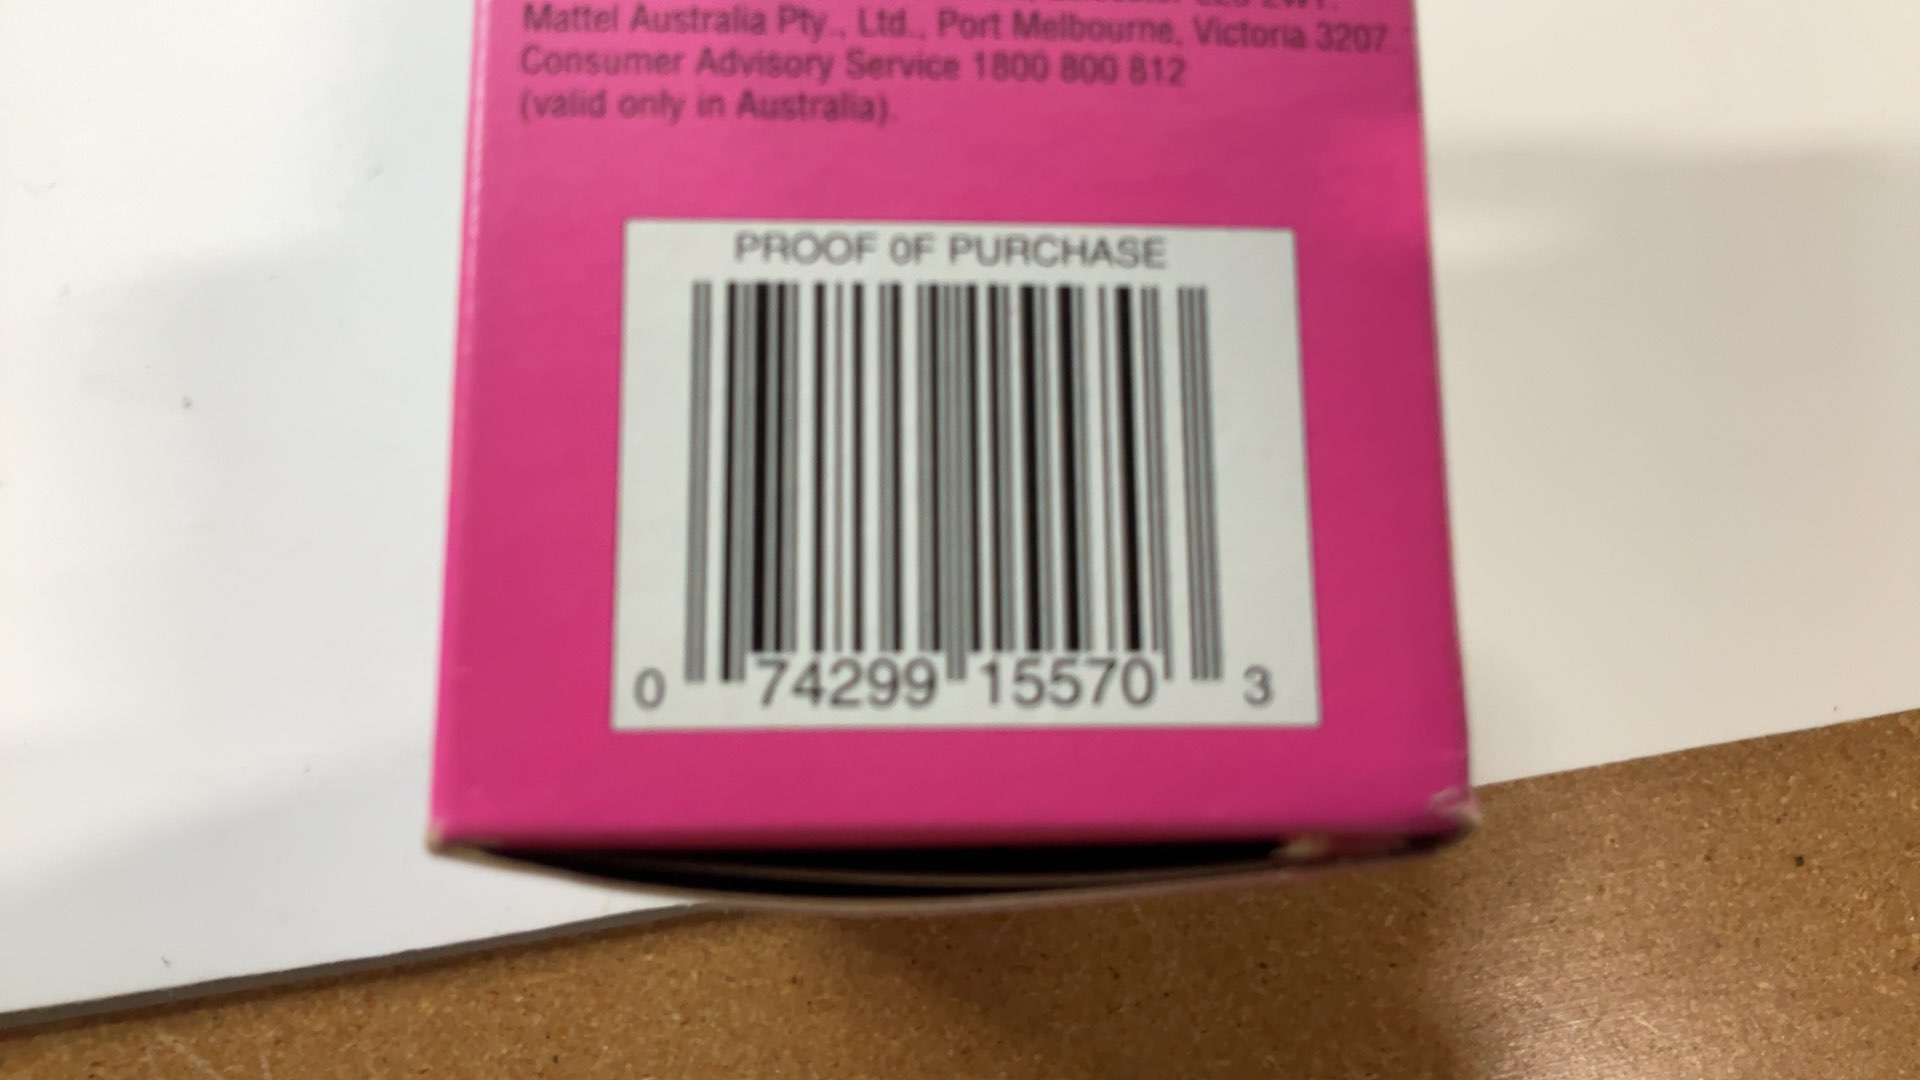 Mattel Australia Pty., Ltd., Port Melbourne, Victoria 3207.
Consumer Advisory Service 1800 800 812
(valid only in Australia).
PROOF OF PURCHASE
0 74299 15570 3